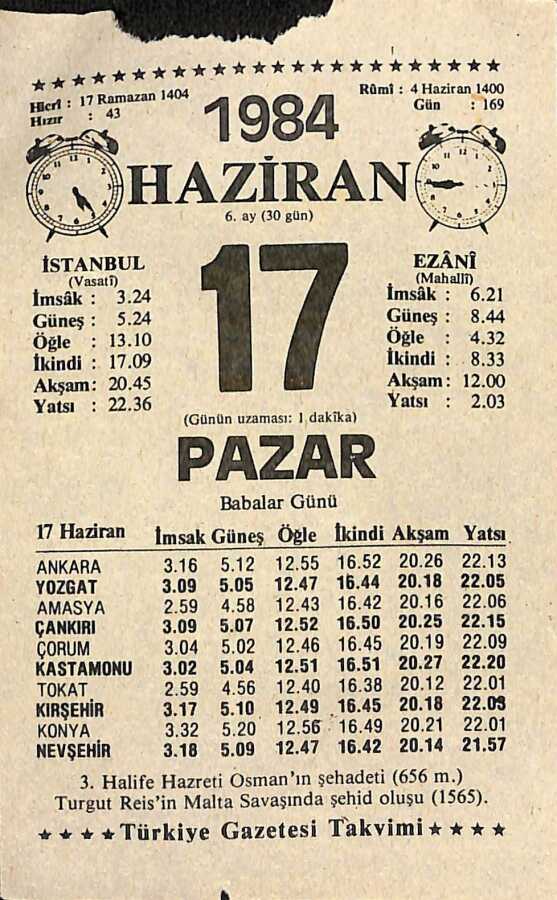 Hicrî : 17 Ramazan 1404
Hızır : 43
Rûmî : 4 Haziran 1400
Gün : 169
1984
HAZİRAN
6. ay (30 gün)
17
İSTANBUL
(Vasatî)
İmsâk : 3.24
Güneş : 5.24
Öğle : 13.10
İkindi : 17.09
Akşam : 20.45
Yatsı : 22.36
EZÂNÎ
(Mahallî)
İmsâk : 6.21
Güneş : 8.44
Öğle : 4.32
İkindi : 8.33
Akşam : 12.00
Yatsı : 2.03
(Günün uzaması: 1 dakîka)
PAZAR
Babalar Günü
17 Haziran İmsak Güneş Öğle İkindi Akşam Yatsı
ANKARA 3.16 5.12 12.55 16.52 20.26 22.13
YOZGAT 3.09 5.05 12.47 16.44 20.18 22.05
AMASYA 2.59 4.58 12.43 16.42 20.16 22.06
ÇANKIRI 3.09 5.07 12.52 16.50 20.25 22.15
ÇORUM 3.04 5.02 12.46 16.45 20.19 22.09
KASTAMONU 3.02 5.04 12.51 16.51 20.27 22.20
TOKAT 2.59 4.56 12.40 16.38 20.12 22.01
KIRŞEHİR 3.17 5.10 12.49 16.45 20.18 22.03
KONYA 3.32 5.20 12.56 16.49 20.21 22.01
NEVŞEHİR 3.18 5.09 12.47 16.42 20.14 21.57
3. Halife Hazreti Osman'ın şehadeti (656 m.)
Turgut Reis'in Malta Savaşında şehid oluşu (1565).
★ ★ ★ ★ Türkiye Gazetesi Takvimi ★ ★ ★ ★